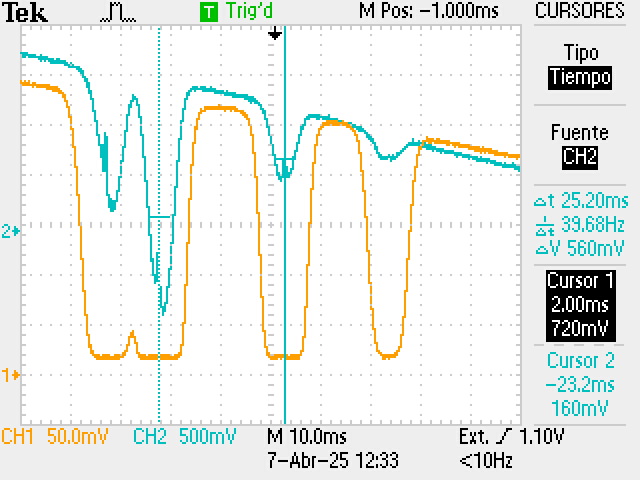 Tek T Trig'd M Pos: -1.000ms CURSORES
Tipo
Tiempo
Fuente
CH2
Δt 25.20ms
1/Δt 39.68Hz
ΔV 560mV
Cursor 1
2.00ms
720mV
Cursor 2
-23.2ms
160mV
2
1
CH1 50.0mV CH2 500mV M 10.0ms Ext. 1.10V
7-Abr-25 12:33 <10Hz